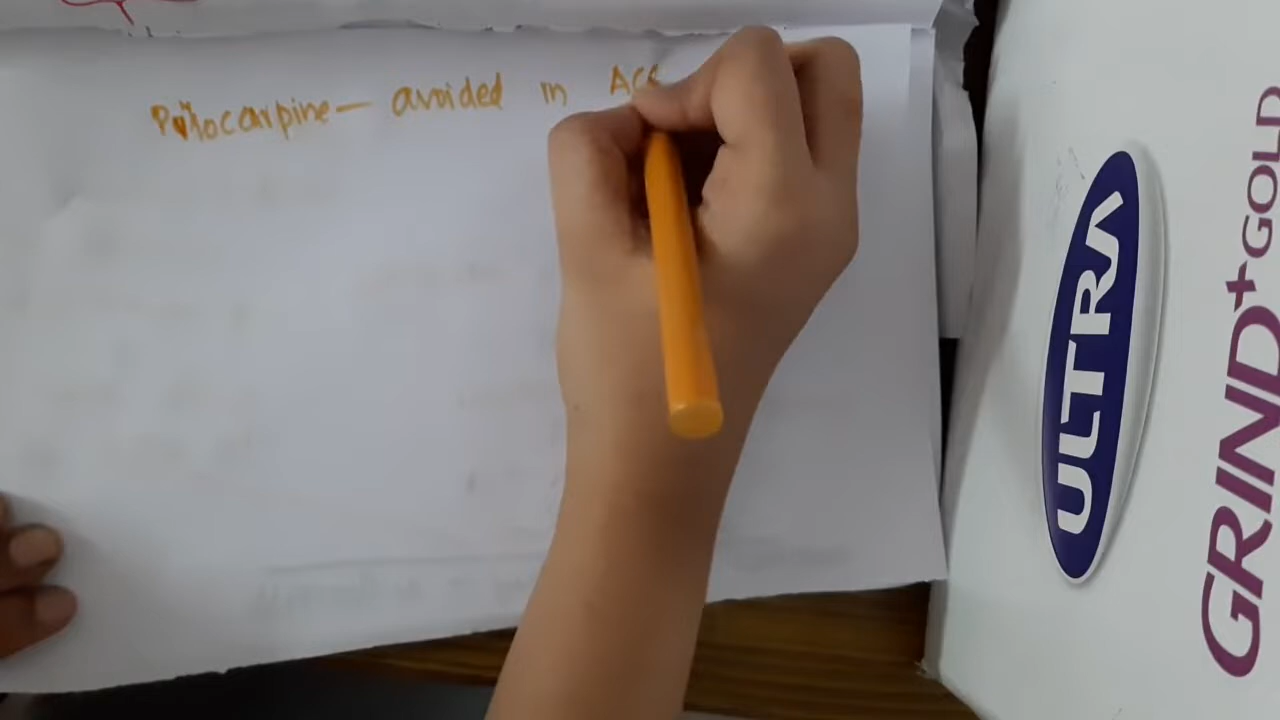 Pilocarpine — avoided in
ULTRA
GRIND+GOLD